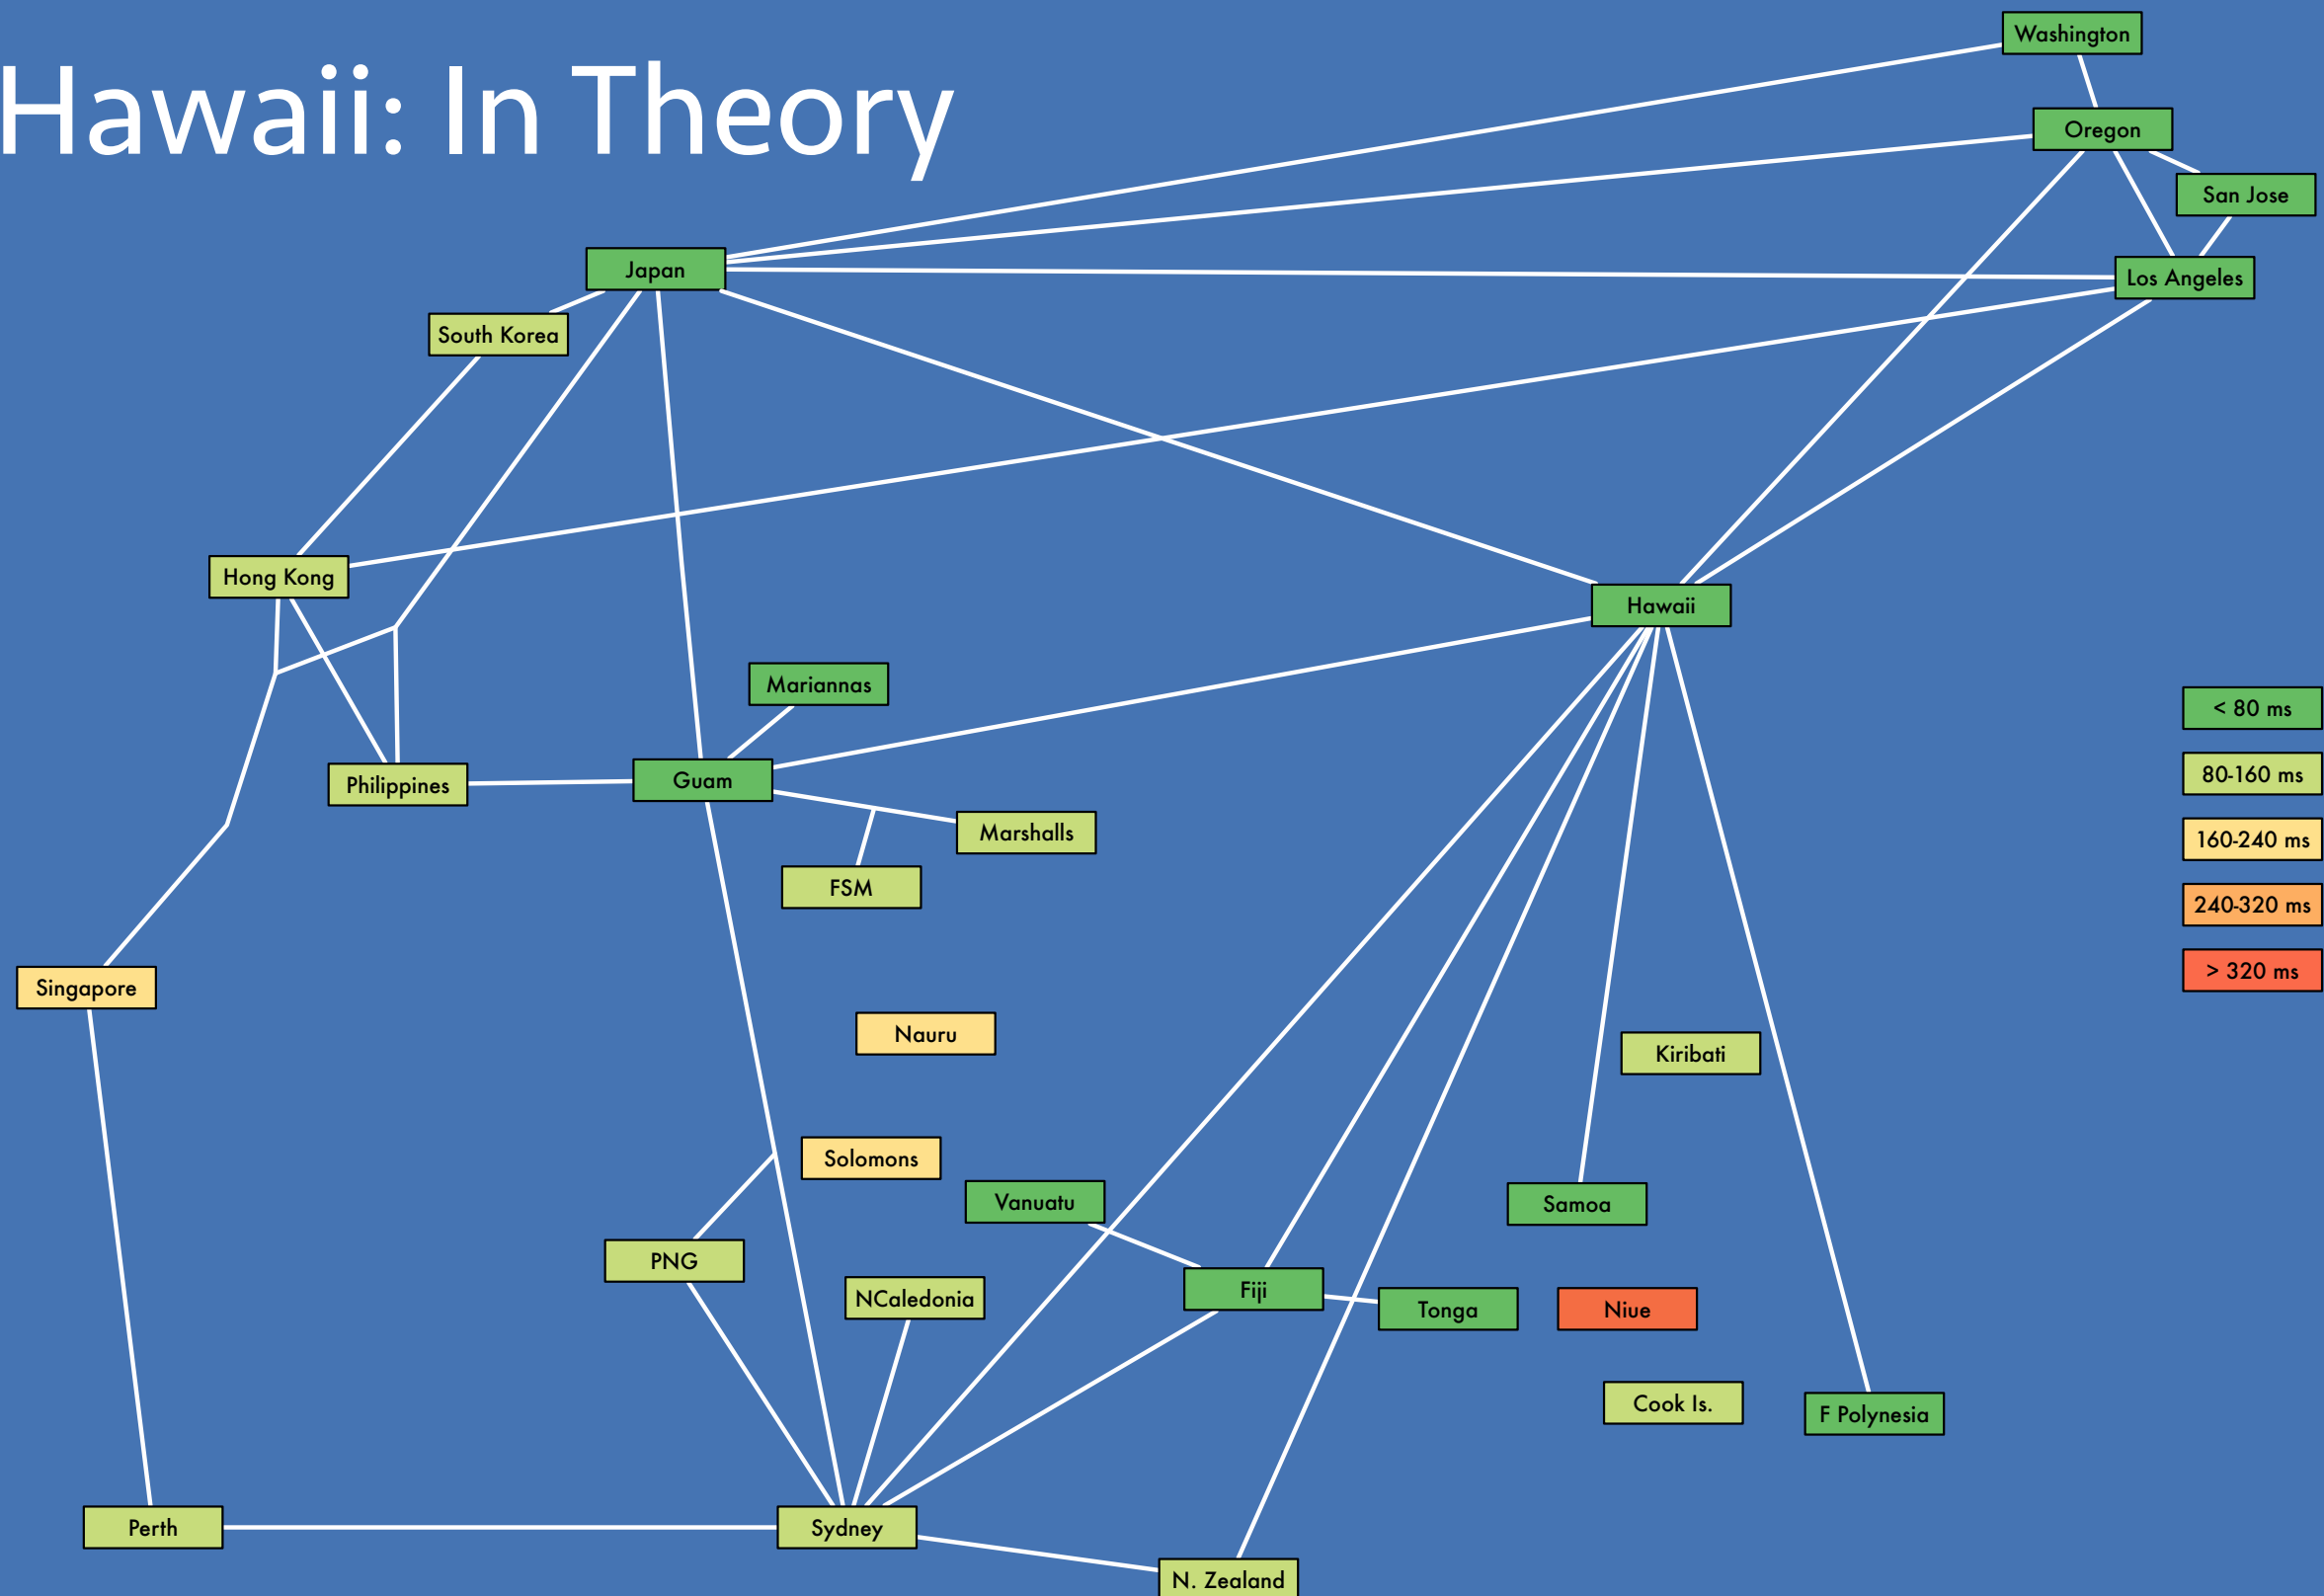 Hawaii: In Theory
Washington
Oregon
San Jose
Japan
Los Angeles
South Korea
Hong Kong
Hawaii
Mariannas
< 80 ms
Philippines
Guam
80-160 ms
Marshalls
160-240 ms
FSM
240-320 ms
> 320 ms
Singapore
Nauru
Kiribati
Solomons
Vanuatu
Samoa
PNG
NCaledonia
Fiji
Tonga
Niue
Cook Is.
F Polynesia
Perth
Sydney
N. Zealand